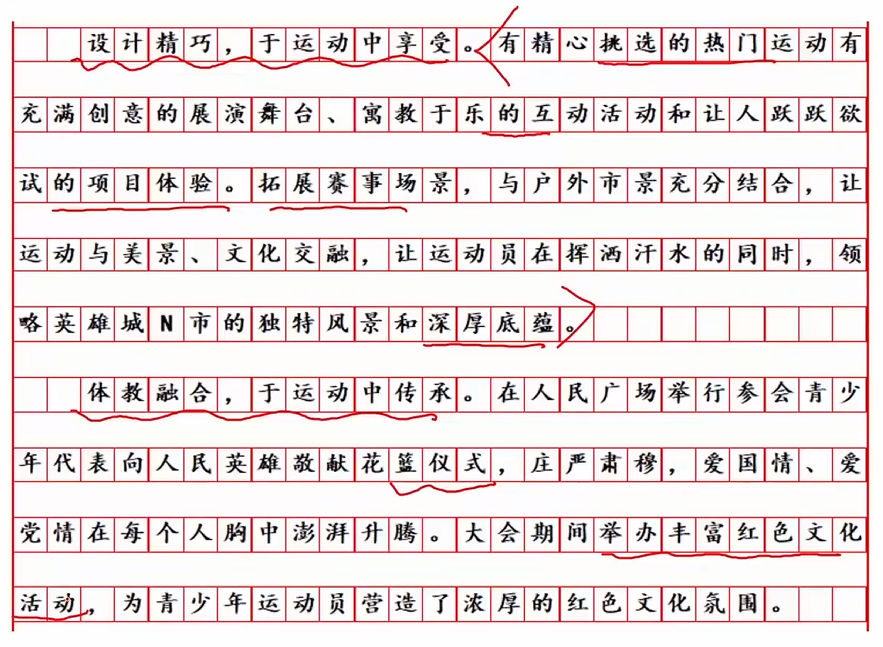 设计精巧，于运动中享受。有精心挑选的热门运动有
充满创意的展演舞台、寓教于乐的互动活动和让人跃跃欲
试的项目体验。拓展赛事场景，与户外市景充分结合，让
运动与美景、文化交融，让运动员在挥洒汗水的同时，领
略英雄城N市的独特风景和深厚底蕴。
体教融合，于运动中传承。在人民广场举行参会青少
年代表向人民英雄敬献花篮仪式，庄严肃穆，爱国情、爱
党情在每个人胸中澎湃升腾。大会期间举办丰富红色文化
活动，为青少年运动员营造了浓厚的红色文化氛围。